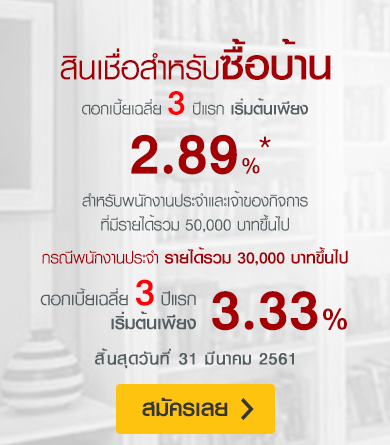 สินเชื่อสำหรับซื้อบ้าน
ดอกเบี้ยเฉลี่ย 3 ปีแรก เริ่มต้นเพียง
2.89%*
สำหรับพนักงานประจำและเจ้าของกิจการ
ที่มีรายได้รวม 50,000 บาทขึ้นไป
กรณีพนักงานประจำ รายได้รวม 30,000 บาทขึ้นไป
ดอกเบี้ยเฉลี่ย 3 ปีแรก
เริ่มต้นเพียง 3.33%
สิ้นสุดวันที่ 31 มีนาคม 2561
สมัครเลย >